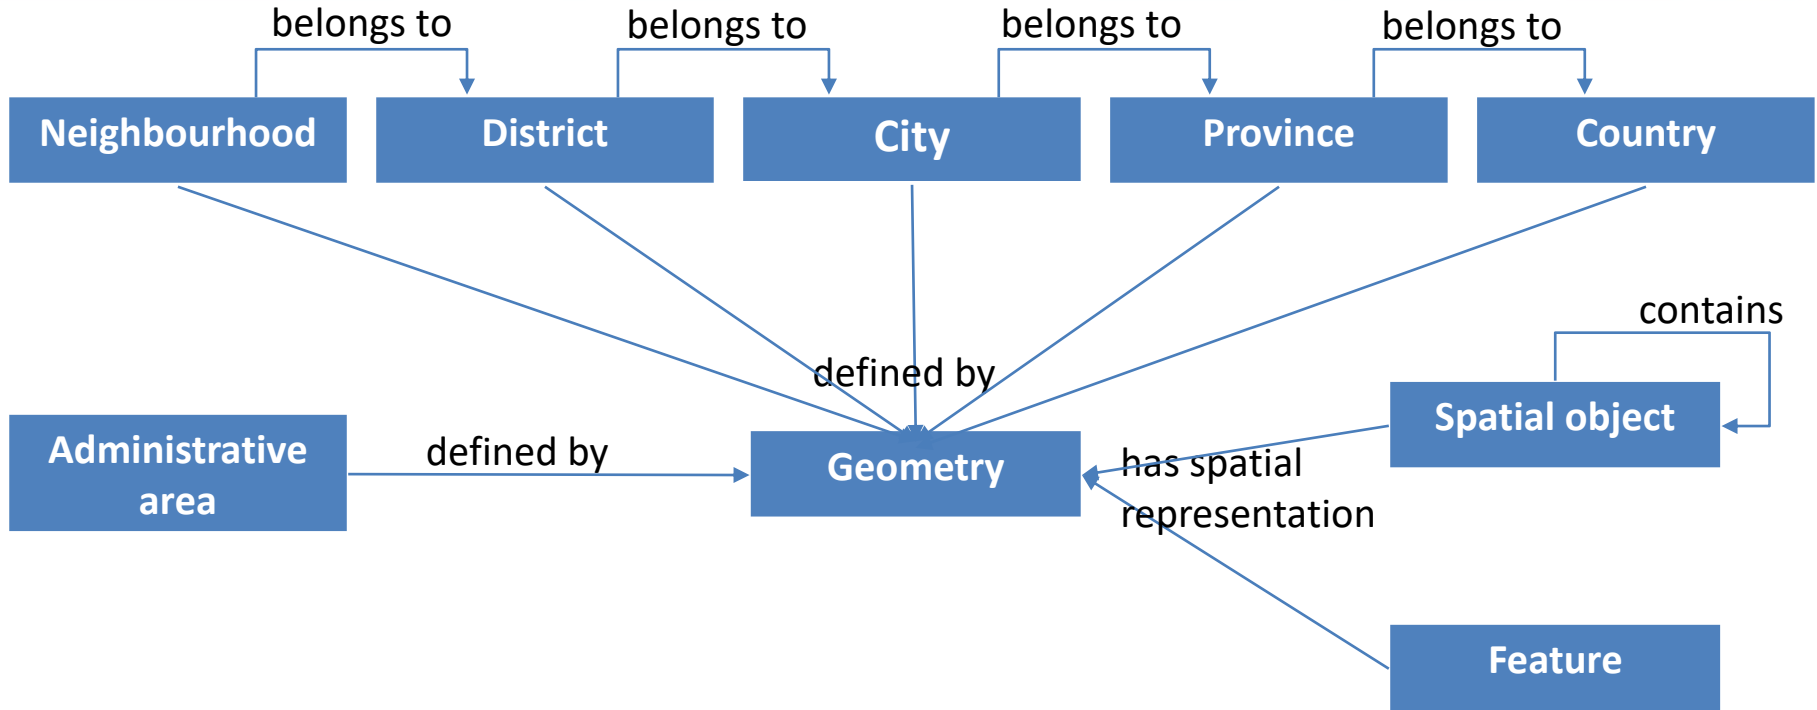 belongs to
belongs to
belongs to
belongs to
Neighbourhood
District
City
Province
Country
contains
defined by
Spatial object
Administrative
area
defined by
Geometry
has spatial
representation
Feature